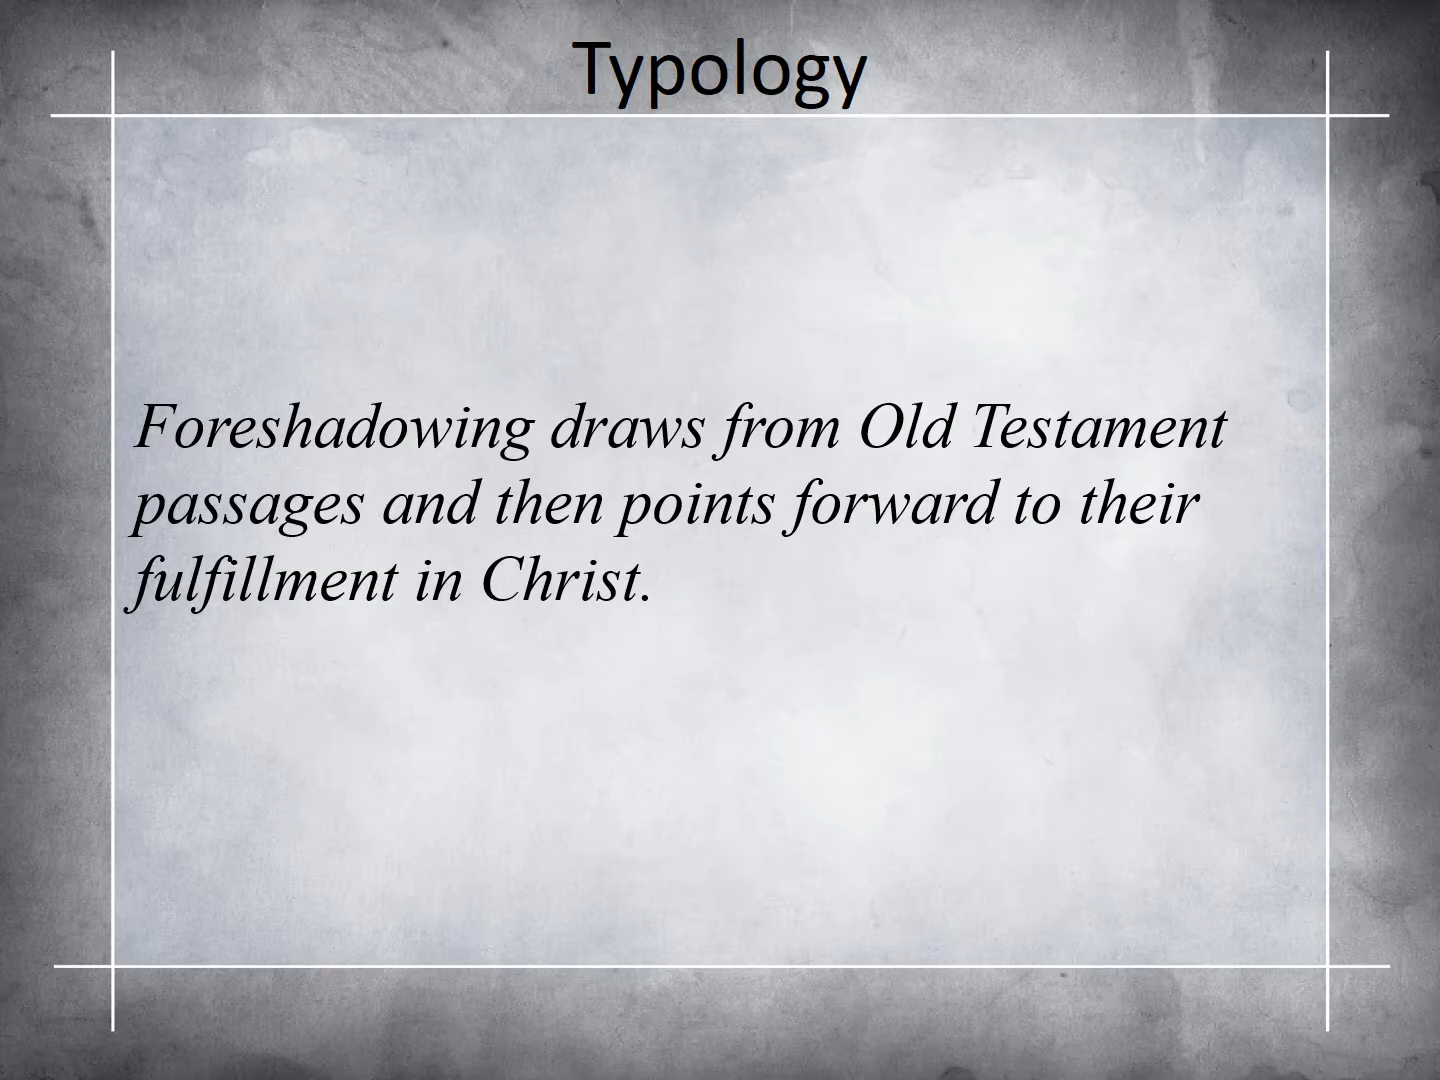 Typology
Foreshadowing draws from Old Testament
passages and then points forward to their
fulfillment in Christ.